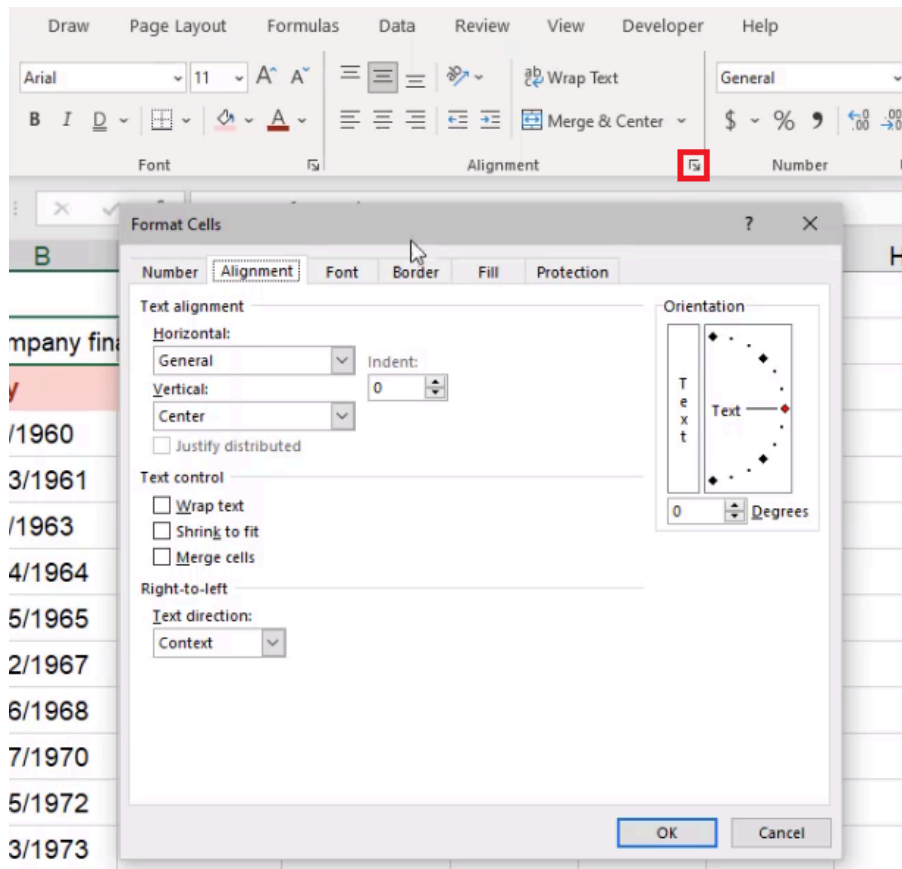 Draw Page Layout Formulas Data Review View Developer Help
Arial 11 A A ab Wrap Text General
B I D A Merge & Center $ % 9 .00
Font Alignment Number
Format Cells ? X
B H
Number Alignment Font Border Fill Protection
Text alignment Orientation
Horizontal:
General Indent:
0
Vertical:
Center
Justify distributed
Text
Text
Text control
Wrap text
Shrink to fit
Merge cells
0 Degrees
Right-to-left
Text direction:
Context
mpany fina
y
/1960
3/1961
/1963
4/1964
5/1965
2/1967
6/1968
7/1970
5/1972
3/1973
OK Cancel